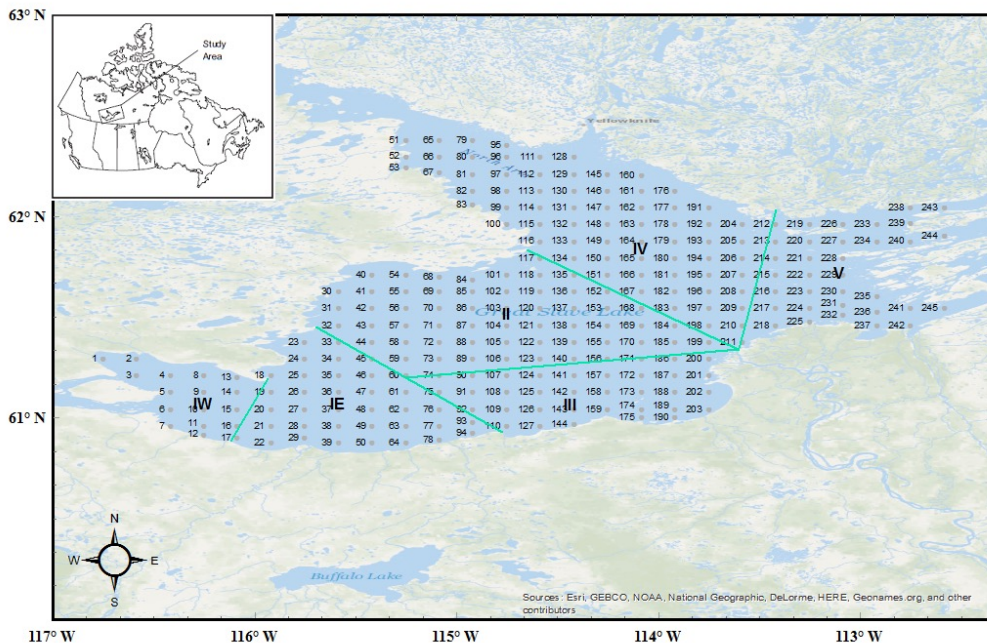 63° N
Study
Area
51 65 79 95
52 66 80 96 111 128
53 67 81 97 112 129 145 160
82 98 113 130 146 161 176
83 99 114 131 147 162 177 191 238 243
100 115 132 148 163 178 192 204 212 219 226 233 239
62° N
116 133 149 164 IV 179 193 205 213 220 227 234 240 244
117 134 150 165 180 194 206 214 221 228
40 54 68 84 101 118 135 151 166 181 195 207 215 222 229 V
30 41 55 69 85 102 119 136 152 167 182 196 208 216 223 230 235
31 42 56 70 86 103 II 120 137 153 168 183 197 209 217 224 231 236 241 245
Great Slave Lake
32 43 57 71 87 104 121 138 154 169 184 198 210 218 225 232 237 242
23 33 44 58 72 88 105 122 139 155 170 185 199 211
1 2 24 34 45 59 73 89 106 123 140 156 171 186 200
3 4 8 13 18 25 35 46 60 74 90 107 124 141 157 172 187 201
5 9 14 19 26 36 47 61 75 91 108 125 142 158 173 188 202
IW IE III
61° N
6 10 15 20 27 37 48 62 76 92 109 126 143 159 174 189 203
7 11 16 21 28 38 49 63 77 93 110 127 144 175 190
12 17 22 29 39 50 64 78 94
N
W E
S
Buffalo Lake
Sources: Esri, GEBCO, NOAA, National Geographic, DeLorme, HERE, Geonames.org, and other
contributors
117° W 116° W 115° W 114° W 113° W